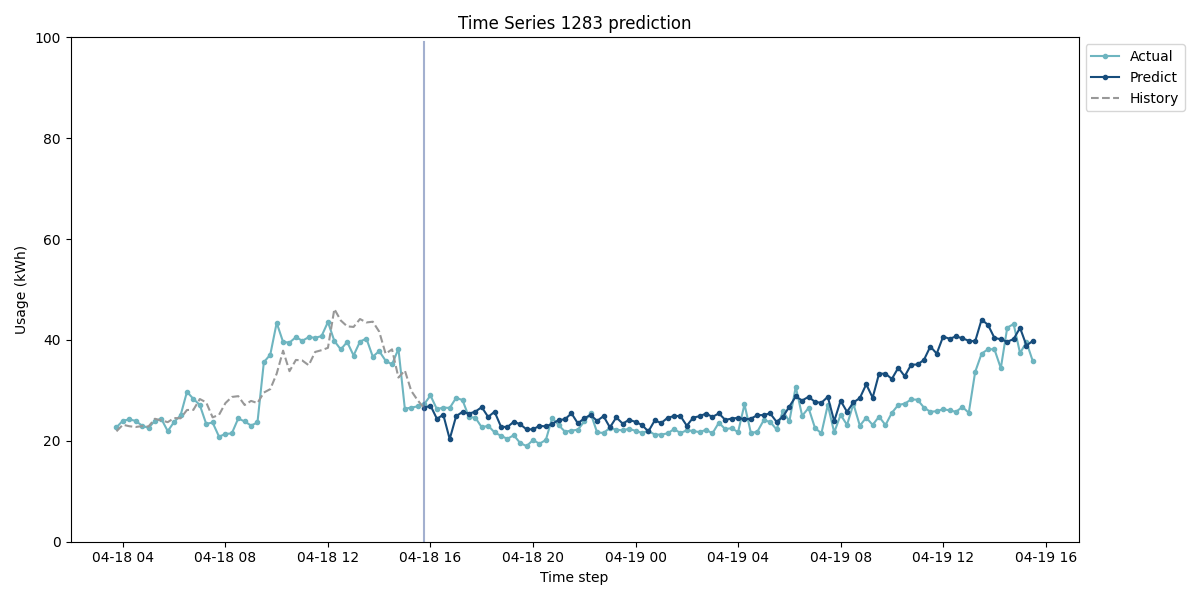 Time Series 1283 prediction
100
80
60
40
20
0
Usage (kWh)
04-18 04
04-18 08
04-18 12
04-18 16
04-18 20
04-19 00
04-19 04
04-19 08
04-19 12
04-19 16
Time step
Actual
Predict
History